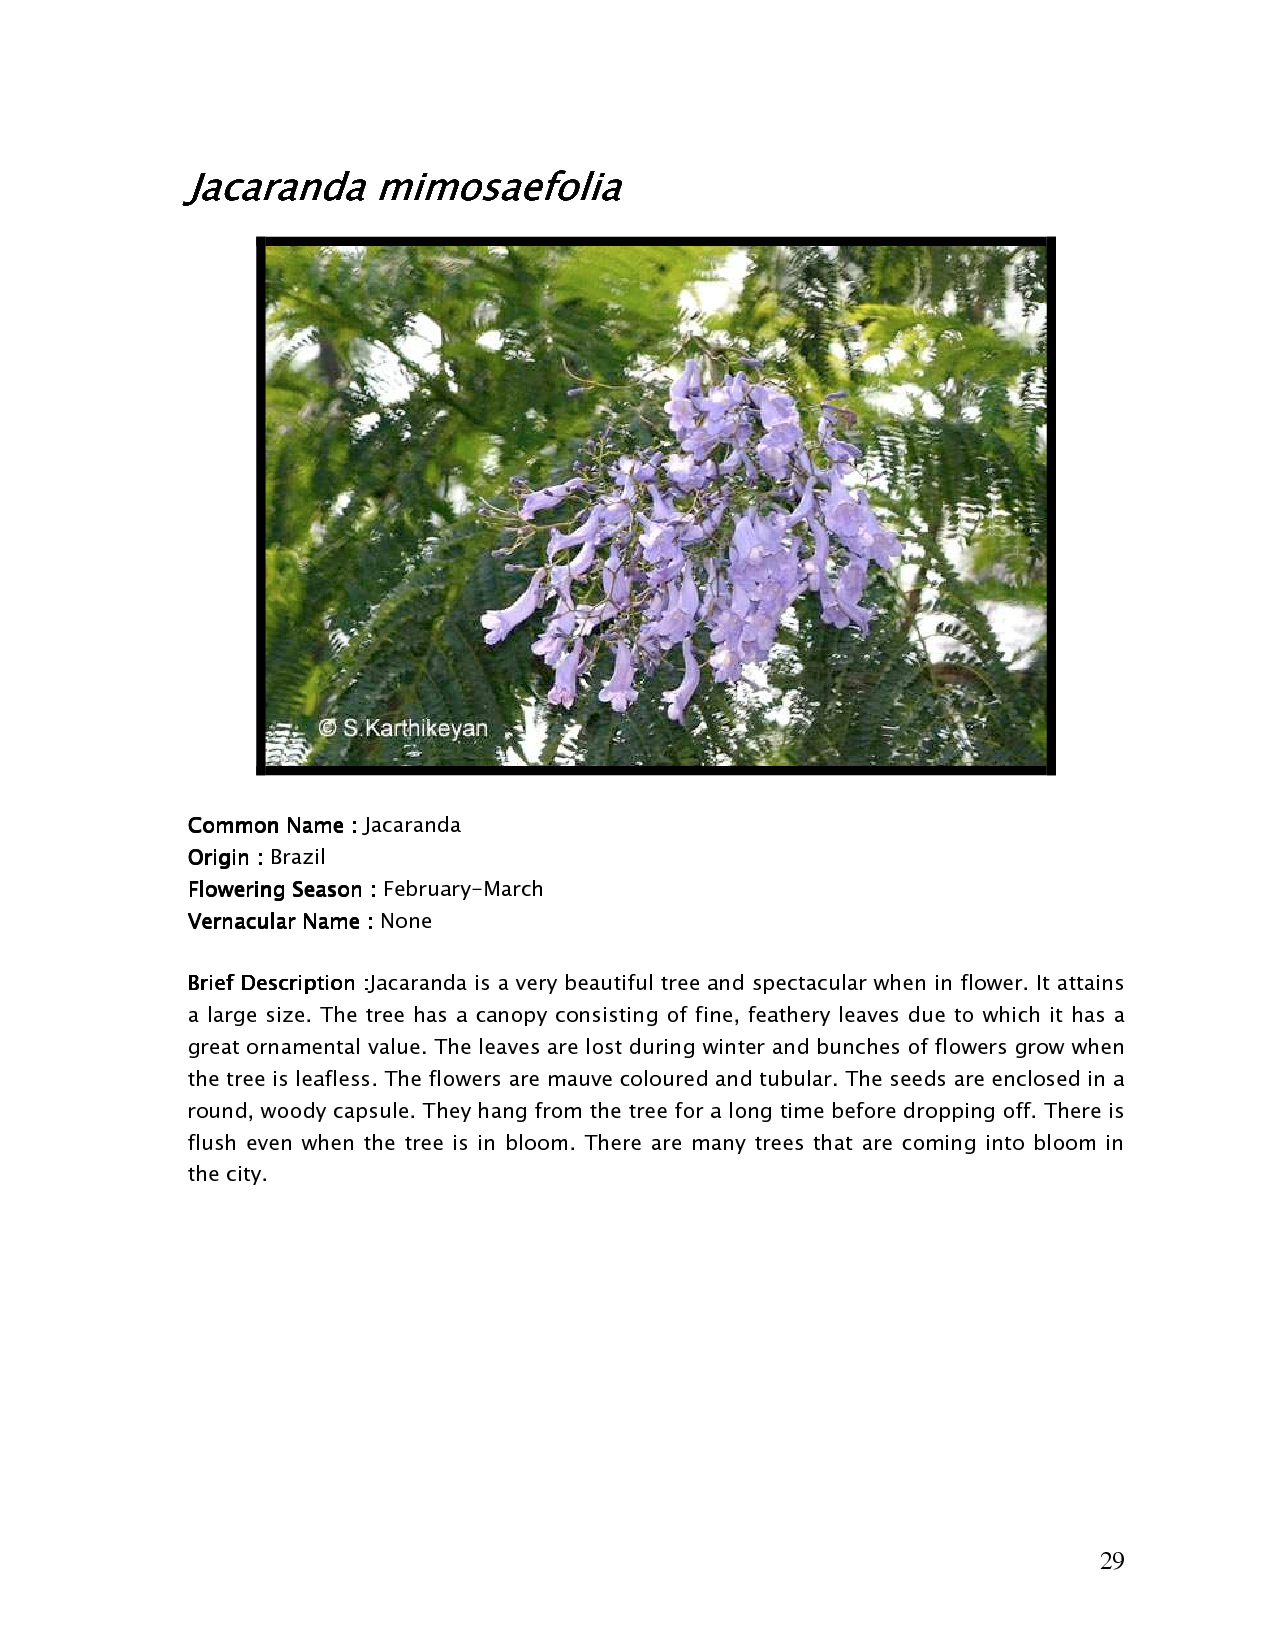 Jacaranda mimosaefolia
© S.Karthikeyan
Common Name : Jacaranda
Origin : Brazil
Flowering Season : February-March
Vernacular Name : None
Brief Description :Jacaranda is a very beautiful tree and spectacular when in flower. It attains
a large size. The tree has a canopy consisting of fine, feathery leaves due to which it has a
great ornamental value. The leaves are lost during winter and bunches of flowers grow when
the tree is leafless. The flowers are mauve coloured and tubular. The seeds are enclosed in a
round, woody capsule. They hang from the tree for a long time before dropping off. There is
flush even when the tree is in bloom. There are many trees that are coming into bloom in
the city.
29